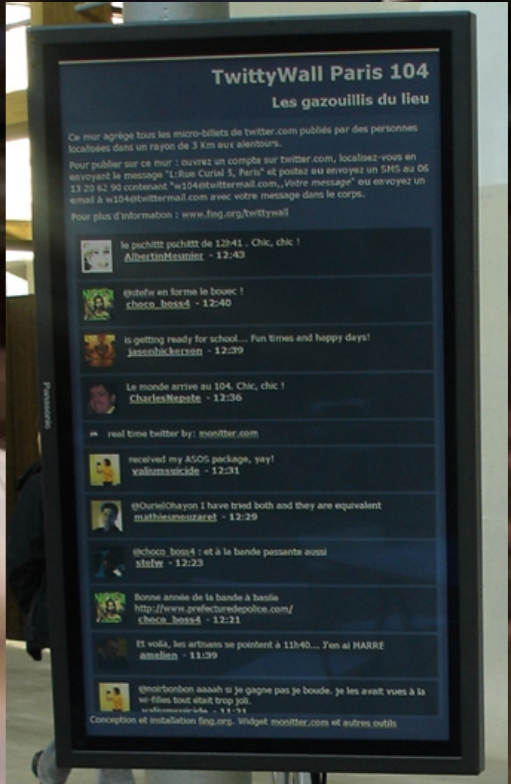 TwittyWall Paris 104
Les gazouillis du lieu
Ce mur agrège tous les micro-billets de twitter.com publiés par des personnes
localisées dans un rayon de 3 Km aux alentours.
Pour publier sur ce mur : ouvrez un compte sur twitter.com, localisez-vous en
envoyant le message "L:Rue Curial 5, Paris" et postez ou envoyez un SMS au 06
13 20 62 90 contenant "w104@twittermail.com,,Votre message" ou envoyez un
email à w104@twittermail.com avec votre message dans le corps.
Pour plus d'information : www.fing.org/twittywall
le pschittt pschittt de 12h41 . Chic, chic !
AlbertinMeunier - 12:43
@stefw en forme le bouec !
choco_boss4 - 12:40
is getting ready for school... Fun times and happy days!
jasonhickerson - 12:39
Le monde arrive au 104. Chic, chic !
CharlesNepote - 12:36
real time twitter by: monitter.com
received my ASOS package, yay!
valiumsuicide - 12:31
@OurielOhayon I have tried both and they are equivalent
mathieunouzaret - 12:29
@choco_boss4 : et à la bande passante aussi
stefw - 12:23
Bonne année de la bande à basile
http://www.prefecturedepolice.com/
choco_boss4 - 12:21
Et voila, les artisans se pointent à 11h40... J'en ai MARRE
amelien - 11:39
@noirbonbon aaaah si je gagne pas je boude. je les avait vues à la
wi-filles tout était trop joli.
valiumsuicide - 11:31
Conception et installation fing.org. Widget monitter.com et autres outils
Panasonic